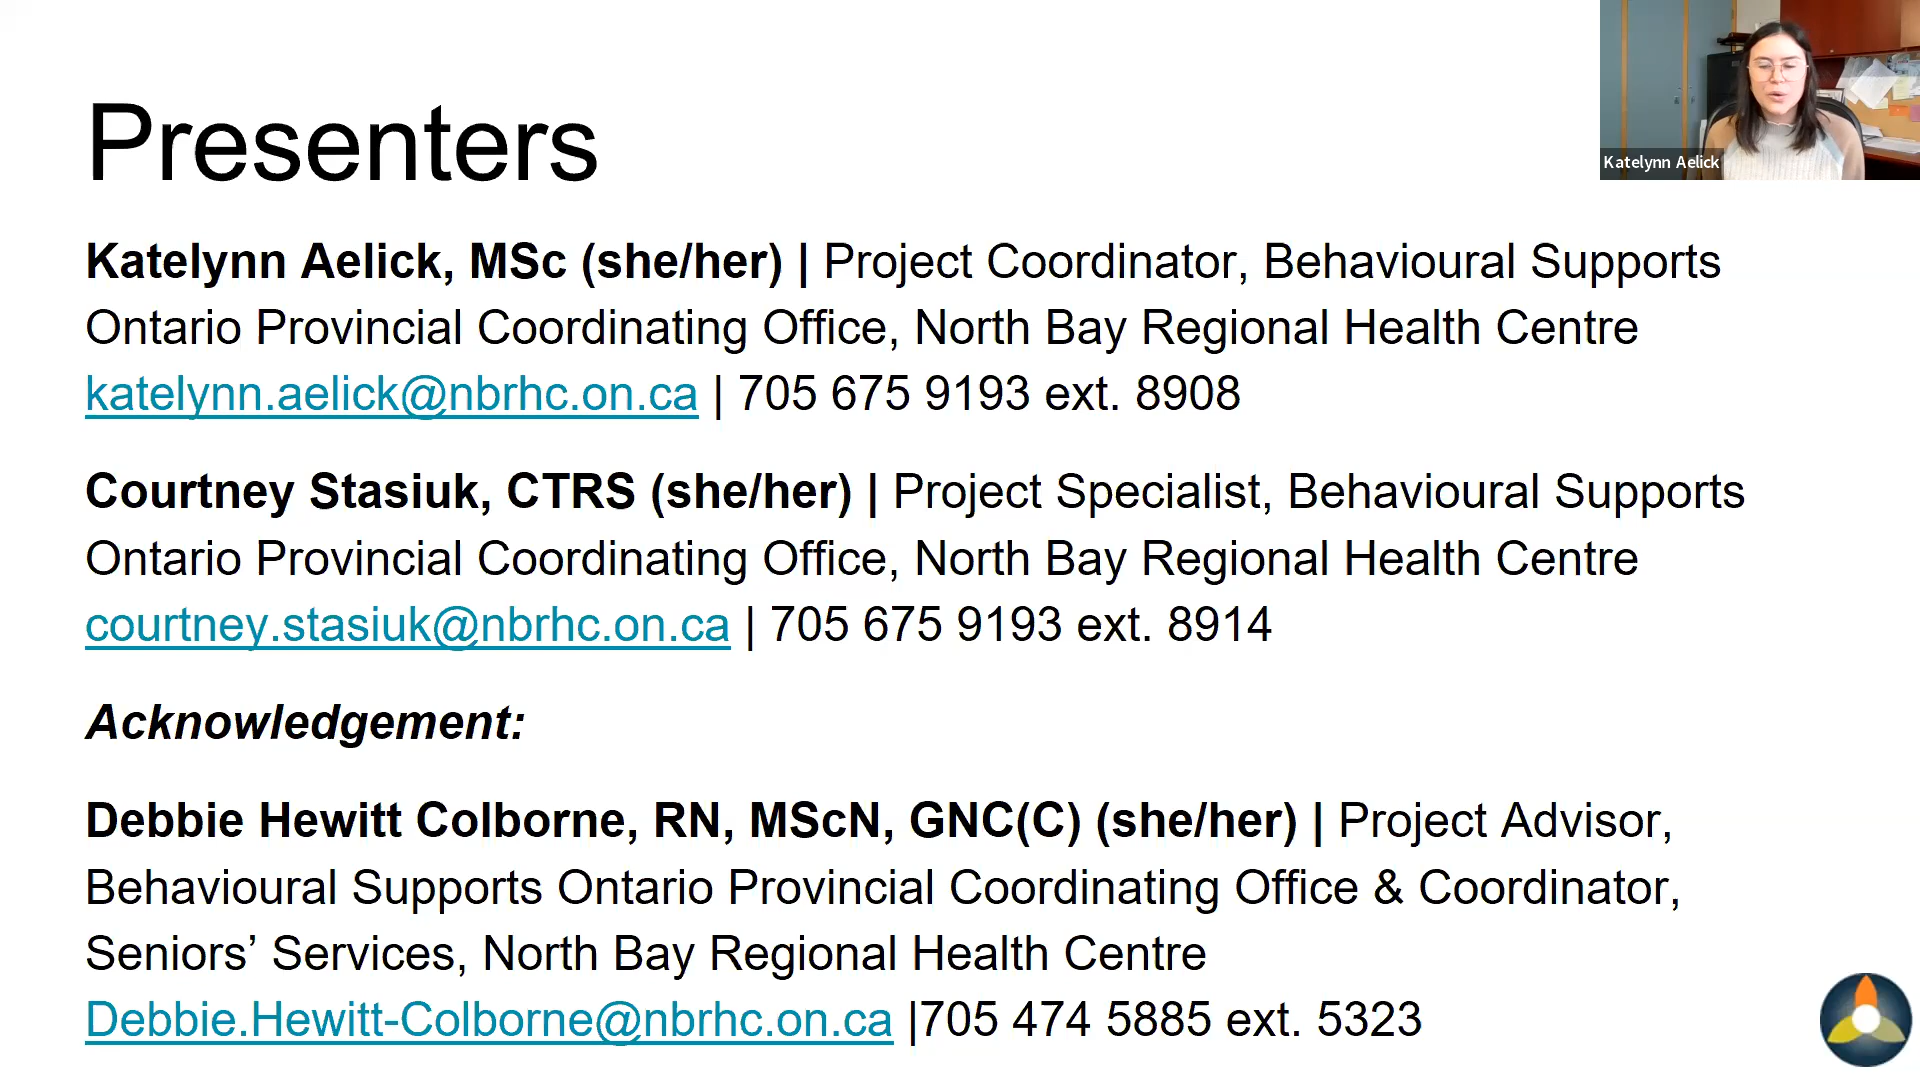 Presenters
Katelynn Aelick
Katelynn Aelick, MSc (she/her) | Project Coordinator, Behavioural Supports
Ontario Provincial Coordinating Office, North Bay Regional Health Centre
katelynn.aelick@nbrhc.on.ca | 705 675 9193 ext. 8908
Courtney Stasiuk, CTRS (she/her) | Project Specialist, Behavioural Supports
Ontario Provincial Coordinating Office, North Bay Regional Health Centre
courtney.stasiuk@nbrhc.on.ca | 705 675 9193 ext. 8914
Acknowledgement:
Debbie Hewitt Colborne, RN, MScN, GNC(C) (she/her) | Project Advisor,
Behavioural Supports Ontario Provincial Coordinating Office & Coordinator,
Seniors’ Services, North Bay Regional Health Centre
Debbie.Hewitt-Colborne@nbrhc.on.ca |705 474 5885 ext. 5323